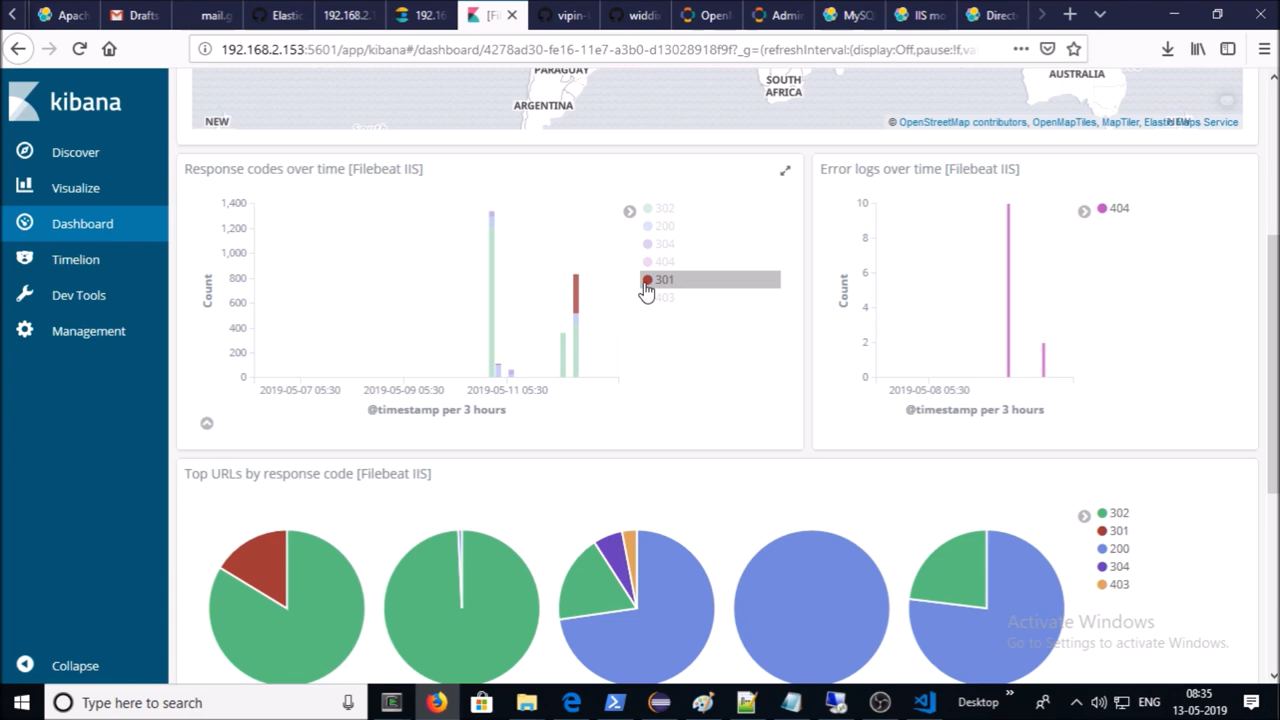 Apach
Drafts
mail.g
Elastic
192.168.2.1
192.16
[Fi
vipin-
widdix
OpenI
Admin
MySQ
IIS mo
Direct
192.168.2.153:5601/app/kibana#/dashboard/4278ad30-fe16-11e7-a3b0-d13028918f9f?_g=(refreshInterval:(display:Off,pause:!f,va
kibana
Discover
Visualize
Dashboard
Timelion
Dev Tools
Management
Collapse
PARAGUAY
ARGENTINA
SOUTH
AFRICA
AUSTRALIA
NEW
© OpenStreetMap contributors, OpenMapTiles, MapTiler, Elastic Maps Service
Response codes over time [Filebeat IIS]
1,400
1,200
1,000
800
600
400
200
0
Count
2019-05-07 05:30
2019-05-09 05:30
2019-05-11 05:30
@timestamp per 3 hours
302
200
304
404
301
403
Error logs over time [Filebeat IIS]
10
8
6
4
2
0
Count
2019-05-08 05:30
@timestamp per 3 hours
404
Top URLs by response code [Filebeat IIS]
302
301
200
304
403
Activate Windows
Go to Settings to activate Windows.
Type here to search
Desktop
ENG
08:35
13-05-2019